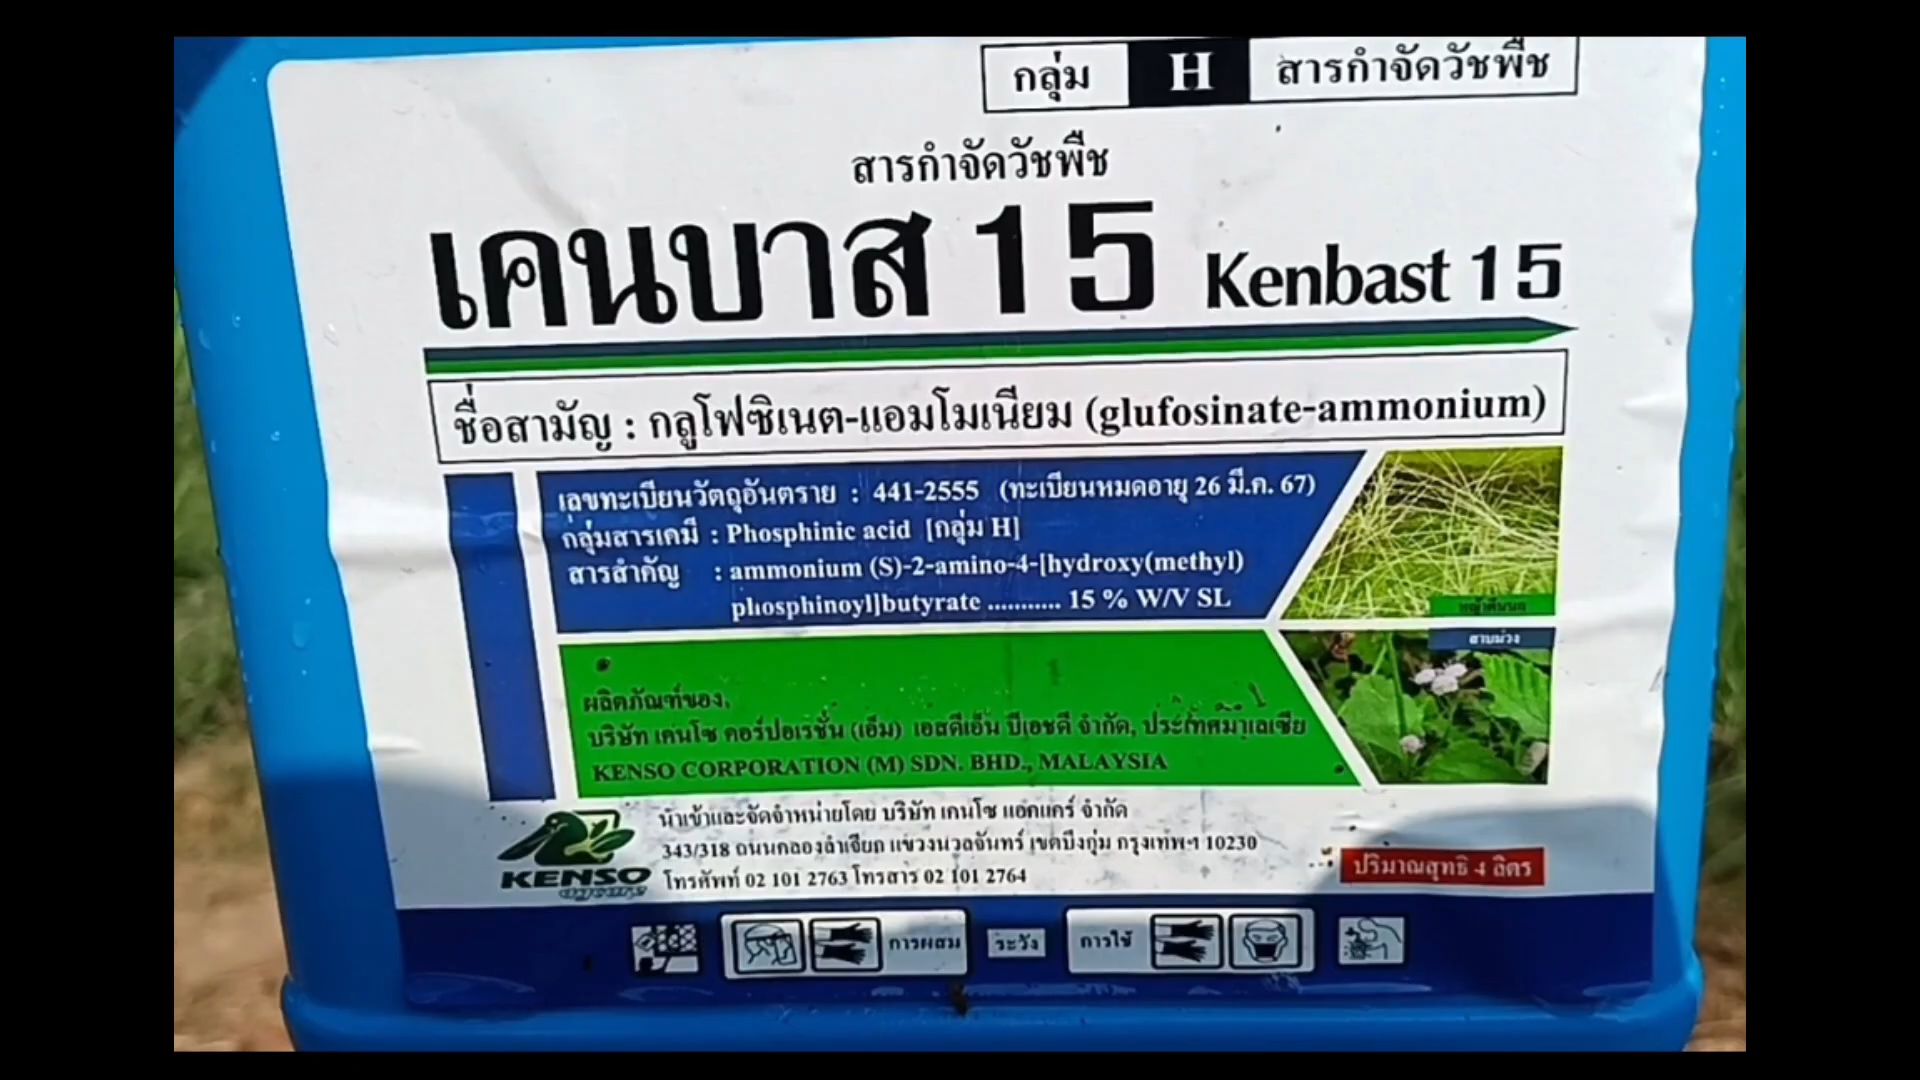 กลุ่ม H สารกำจัดวัชพืช
สารกำจัดวัชพืช
เคนบาส 15 Kenbast 15
ชื่อสามัญ : กลูโฟซิเนต-แอมโมเนียม (glufosinate-ammonium)
เลขทะเบียนวัตถุอันตราย : 441-2555 (ทะเบียนหมดอายุ 26 มี.ค. 67)
กลุ่มสารเคมี : Phosphinic acid [กลุ่ม H]
สารสำคัญ : ammonium (S)-2-amino-4-[hydroxy(methyl)
phosphinoyl]butyrate ........... 15 % W/V SL
หญ้าตีนนก
สาบม่วง
ผลิตภัณฑ์ของ
บริษัท เคนโซ คอร์ปอเรชั่น (เอ็ม) เอสดีเอ็น บีเอชดี จำกัด, ประเทศมาเลเซีย
KENSO CORPORATION (M) SDN. BHD., MALAYSIA
นำเข้าและจัดจำหน่ายโดย บริษัท เคนโซ แอกแคร์ จำกัด
343/318 ถนนคลองลำเจียก แขวงนวลจันทร์ เขตบึงกุ่ม กรุงเทพฯ 10230
โทรศัพท์ 02 101 2763 โทรสาร 02 101 2764
KENSO
agcare
ปริมาณสุทธิ 4 ลิตร
การผสม ระวัง การใช้